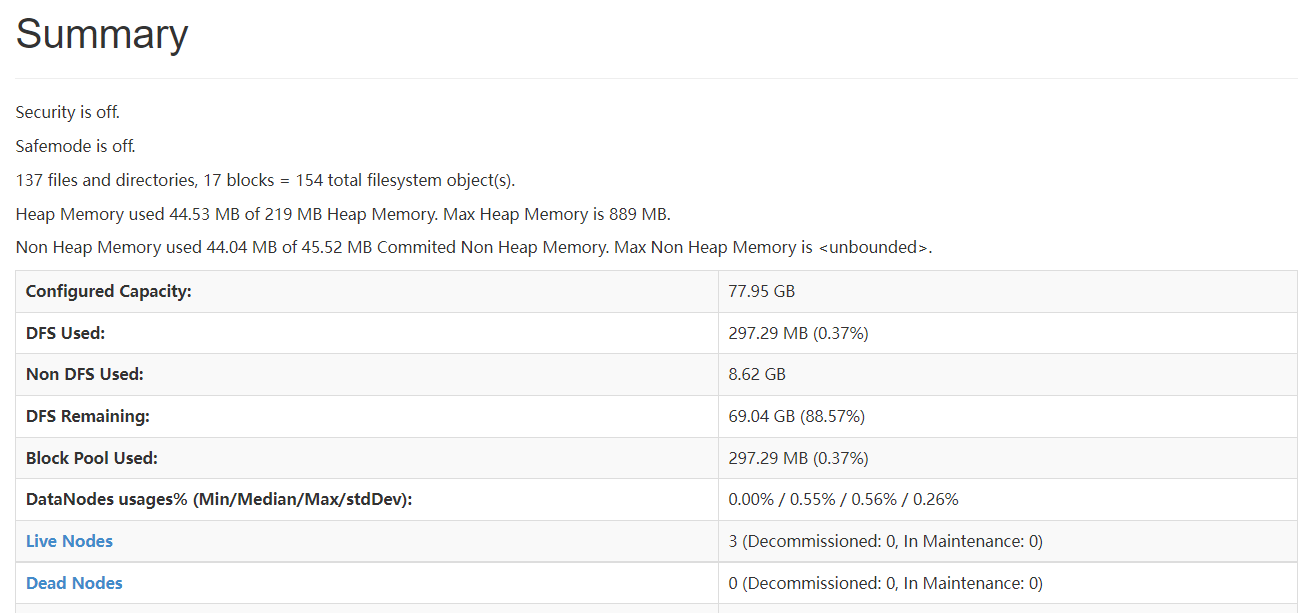 Summary
Security is off.
Safemode is off.
137 files and directories, 17 blocks = 154 total filesystem object(s).
Heap Memory used 44.53 MB of 219 MB Heap Memory. Max Heap Memory is 889 MB.
Non Heap Memory used 44.04 MB of 45.52 MB Commited Non Heap Memory. Max Non Heap Memory is <unbounded>.
Configured Capacity: 77.95 GB
DFS Used: 297.29 MB (0.37%)
Non DFS Used: 8.62 GB
DFS Remaining: 69.04 GB (88.57%)
Block Pool Used: 297.29 MB (0.37%)
DataNodes usages% (Min/Median/Max/stdDev): 0.00% / 0.55% / 0.56% / 0.26%
Live Nodes 3 (Decommissioned: 0, In Maintenance: 0)
Dead Nodes 0 (Decommissioned: 0, In Maintenance: 0)